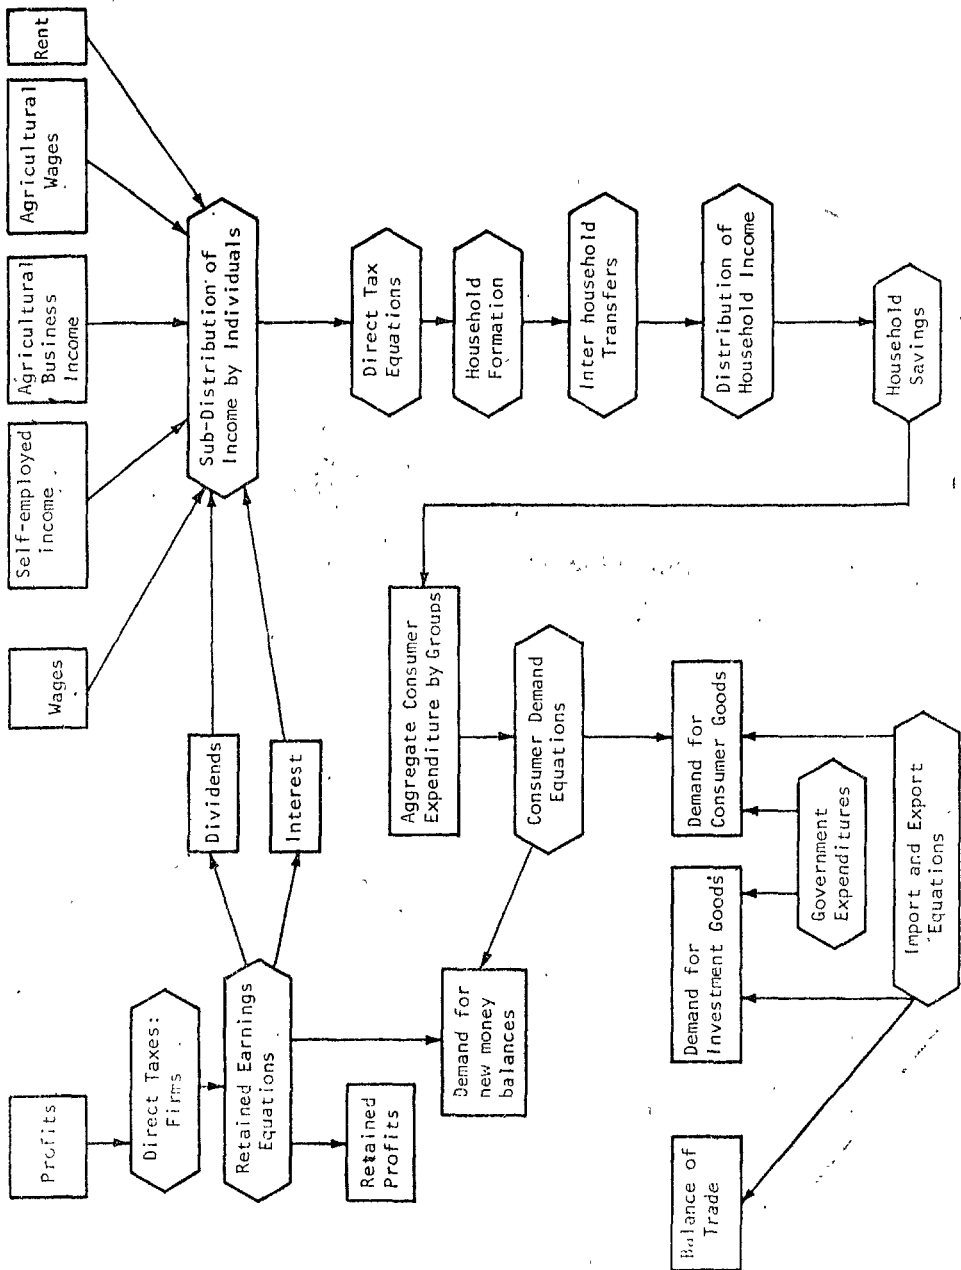 Profits
Wages
Self-employed
income
Agricultural
Business
Income
Agricultural
Wages
Rent
Direct Taxes:
Firms
Retained Earnings
Equations
Dividends
Interest
Sub-Distribution of
Income by Individuals
Retained
Profits
Demand for
new money
balances
Direct Tax
Equations
Household
Formation
Inter household
Transfers
Distribution of
Household Income
Household
Savings
Aggregate Consumer
Expenditure by Groups
Consumer Demand
Equations
Balance of
Trade
Demand for
Investment Goods
Demand for
Consumer Goods
Government
Expenditures
Import and Export
Equations